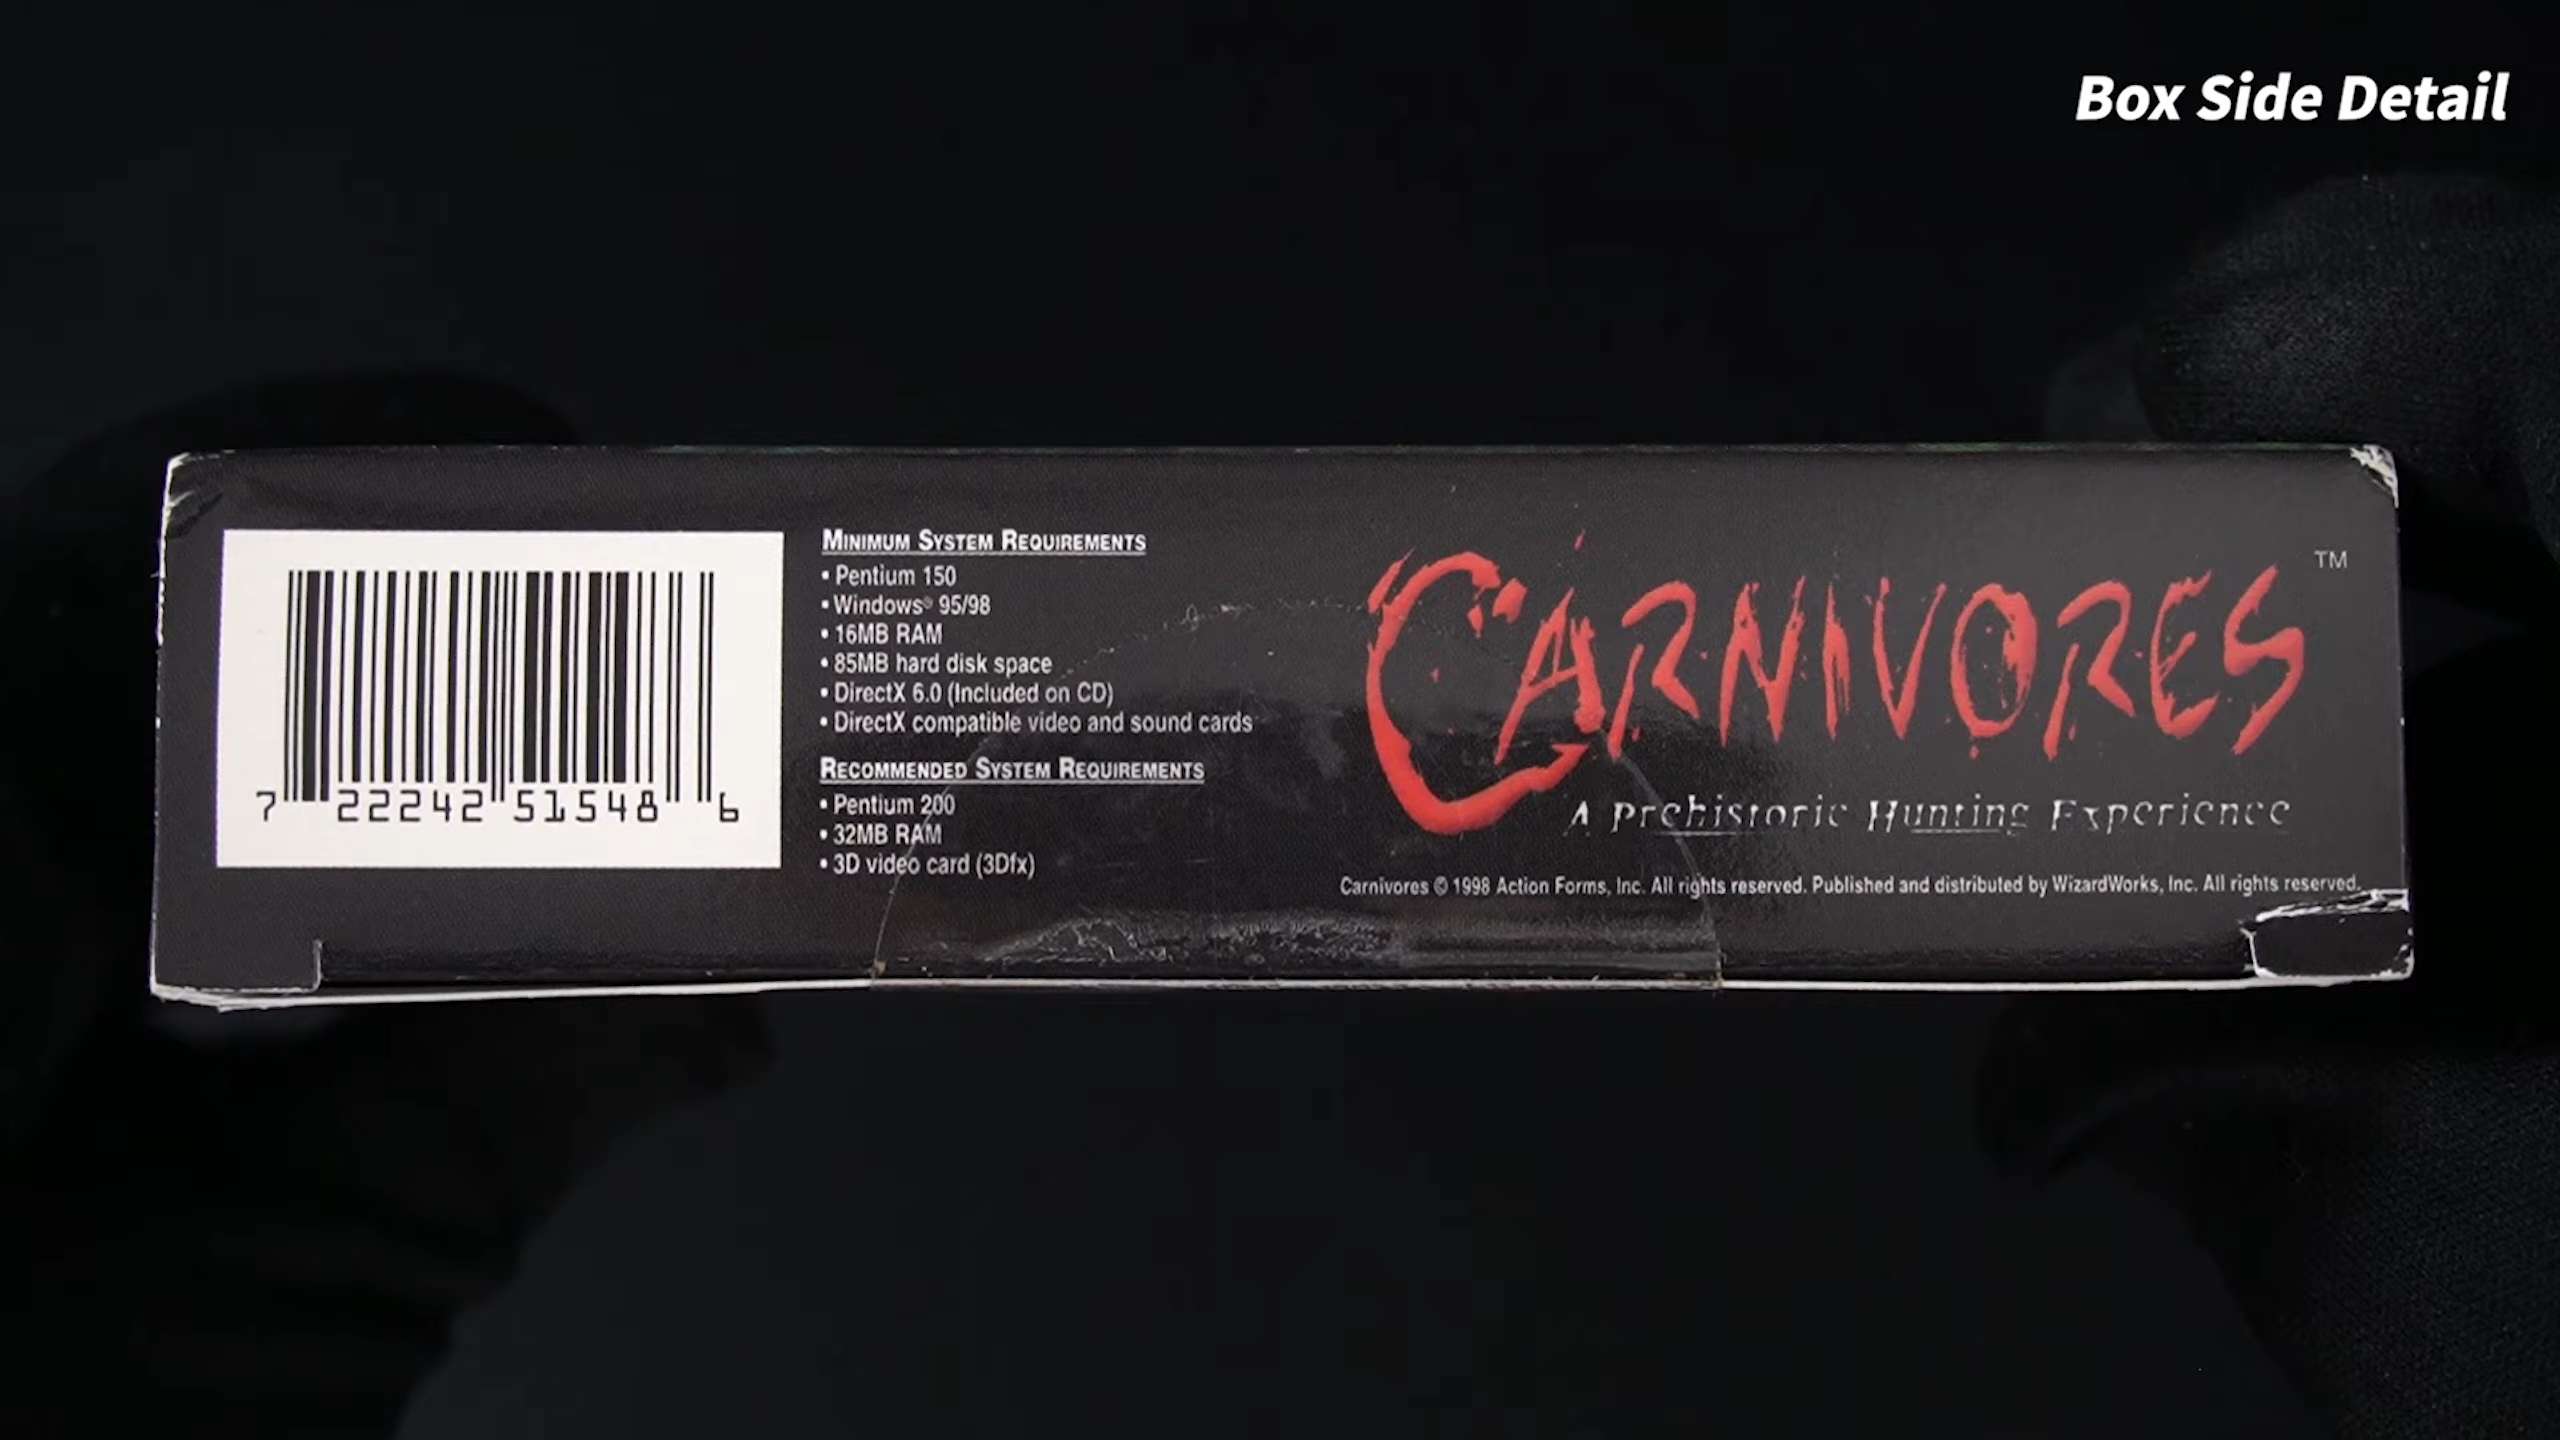 Box Side Detail
MINIMUM SYSTEM REQUIREMENTS
• Pentium 150
• Windows® 95/98
• 16MB RAM
• 85MB hard disk space
• DirectX 6.0 (Included on CD)
• DirectX compatible video and sound cards
RECOMMENDED SYSTEM REQUIREMENTS
• Pentium 200
• 32MB RAM
• 3D video card (3Dfx)
7 22242 51548 6
CARNIVORES™
A Prehistoric Hunting Experience
Carnivores © 1998 Action Forms, Inc. All rights reserved. Published and distributed by WizardWorks, Inc. All rights reserved.